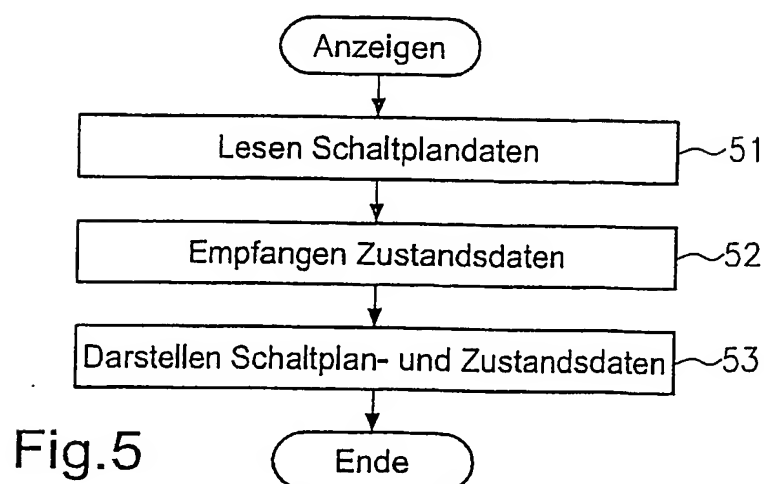 Anzeigen
Lesen Schaltplandaten
51
Empfangen Zustandsdaten
52
Darstellen Schaltplan- und Zustandsdaten
53
Ende
Fig.5